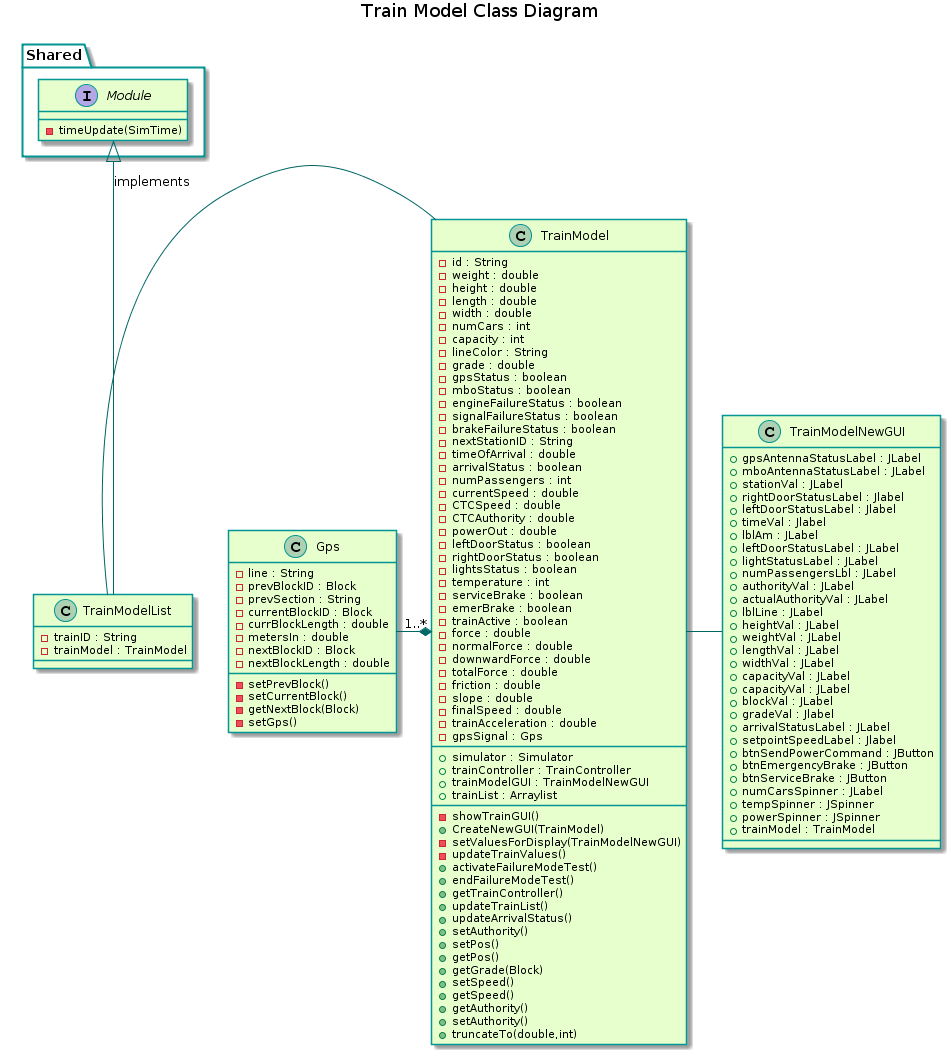 Train Model Class Diagram
Shared
I Module
timeUpdate(SimTime)
implements
C TrainModel
id : String
weight : double
height : double
length : double
width : double
numCars : int
capacity : int
lineColor : String
grade : double
gpsStatus : boolean
mboStatus : boolean
engineFailureStatus : boolean
signalFailureStatus : boolean
brakeFailureStatus : boolean
nextStationID : String
timeOfArrival : double
arrivalStatus : boolean
numPassengers : int
currentSpeed : double
CTCSpeed : double
CTCAuthority : double
powerOut : double
leftDoorStatus : boolean
rightDoorStatus : boolean
lightsStatus : boolean
temperature : int
serviceBrake : boolean
emerBrake : boolean
trainActive : boolean
force : double
normalForce : double
downwardForce : double
totalForce : double
friction : double
slope : double
finalSpeed : double
trainAcceleration : double
gpsSignal : Gps
simulator : Simulator
trainController : TrainController
trainModelGUI : TrainModelNewGUI
trainList : Arraylist
showTrainGUI()
CreateNewGUI(TrainModel)
setValuesForDisplay(TrainModelNewGUI)
updateTrainValues()
activateFailureModeTest()
endFailureModeTest()
getTrainController()
updateTrainList()
updateArrivalStatus()
setAuthority()
setPos()
getPos()
getGrade(Block)
setSpeed()
getSpeed()
getAuthority()
setAuthority()
truncateTo(double,int)
C TrainModelNewGUI
gpsAntennaStatusLabel : JLabel
mboAntennaStatusLabel : JLabel
stationVal : JLabel
rightDoorStatusLabel : Jlabel
leftDoorStatusLabel : Jlabel
timeVal : Jlabel
lblAm : JLabel
leftDoorStatusLabel : JLabel
lightStatusLabel : JLabel
numPassengersLbl : JLabel
authorityVal : JLabel
actualAuthorityVal : JLabel
lblLine : JLabel
heightVal : JLabel
weightVal : JLabel
lengthVal : JLabel
widthVal : JLabel
capacityVal : JLabel
capacityVal : JLabel
blockVal : JLabel
gradeVal : Jlabel
arrivalStatusLabel : JLabel
setpointSpeedLabel : Jlabel
btnSendPowerCommand : JButton
btnEmergencyBrake : JButton
btnServiceBrake : JButton
numCarsSpinner : JLabel
tempSpinner : JSpinner
powerSpinner : JSpinner
trainModel : TrainModel
C Gps
line : String
prevBlockID : Block
prevSection : String
currentBlockID : Block
currBlockLength : double
metersIn : double
nextBlockID : Block
nextBlockLength : double
setPrevBlock()
setCurrentBlock()
getNextBlock(Block)
setGps()
1..*
C TrainModelList
trainID : String
trainModel : TrainModel